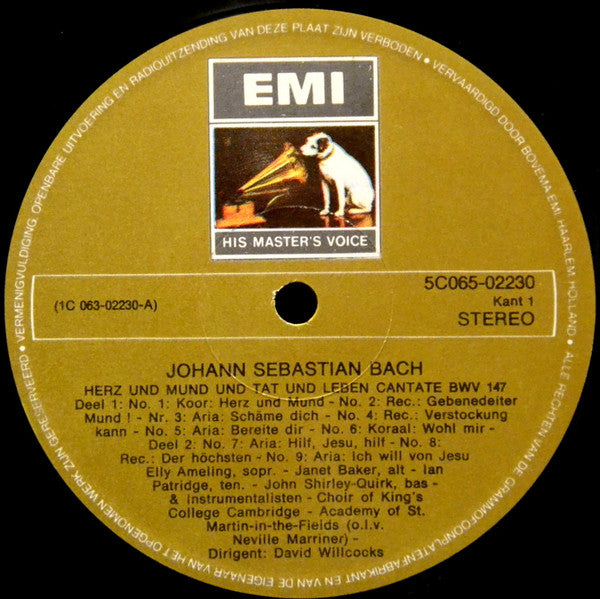 EMI
HIS MASTER'S VOICE
(1C 063-02230-A)
5C065-02230
Kant 1
STEREO
JOHANN SEBASTIAN BACH
HERZ UND MUND UND TAT UND LEBEN CANTATE BWV 147
Deel 1: No. 1: Koor: Herz und Mund - No. 2: Rec.: Gebenedeiter
Mund ! - Nr. 3: Aria: Schäme dich - No. 4: Rec.: Verstockung
kann - No. 5: Aria: Bereite dir - No. 6: Koraal: Wohl mir -
Deel 2: No. 7: Aria: Hilf, Jesu, hilf - No. 8:
Rec.: Der höchsten - No. 9: Aria: Ich will von Jesu
Elly Ameling, sopr. - Janet Baker, alt - Ian
Patridge, ten. - John Shirley-Quirk, bas -
& instrumentalisten - Choir of King's
College Cambridge - Academy of St.
Martin-in-the-Fields (o.l.v.
Neville Marriner) -
Dirigent: David Willcocks
• VERVAARDIGD DOOR BOVEMA EMI, HAARLEM, HOLLAND • ALLE RECHTEN VAN DE GRAMMOFOONPLATENFABRIKANT EN VAN DE EIGENAAR VAN HET OPGENOMEN WERK ZIJN GERESERVEERD • VERMENIGVULDIGING, OPENBARE UITVOERING EN RADIOUITZENDING VAN DEZE PLAAT ZIJN VERBODEN